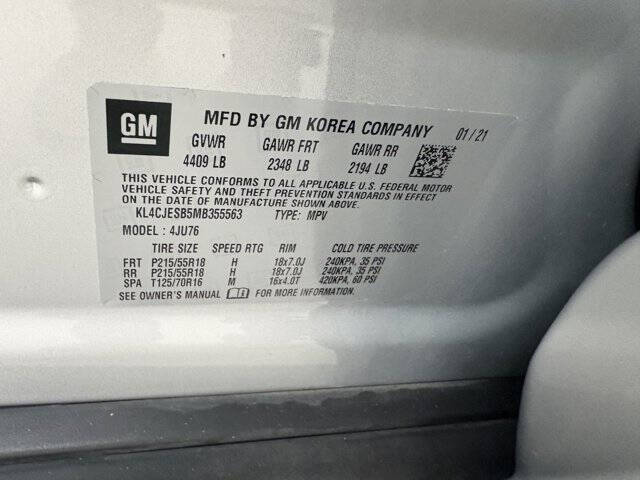 GM MFD BY GM KOREA COMPANY 01/21
GVWR GAWR FRT GAWR RR
4409 LB 2348 LB 2194 LB
THIS VEHICLE CONFORMS TO ALL APPLICABLE U.S. FEDERAL MOTOR
VEHICLE SAFETY AND THEFT PREVENTION STANDARDS IN EFFECT
ON THE DATE OF MANUFACTURE SHOWN ABOVE.
KL4CJESB5MB355563 TYPE: MPV
MODEL : 4JU76
TIRE SIZE SPEED RTG RIM COLD TIRE PRESSURE
FRT P215/55R18 H 18x7.0J 240KPA, 35 PSI
RR P215/55R18 H 18x7.0J 240KPA, 35 PSI
SPA T125/70R16 M 16x4.0T 420KPA, 60 PSI
SEE OWNER'S MANUAL FOR MORE INFORMATION.